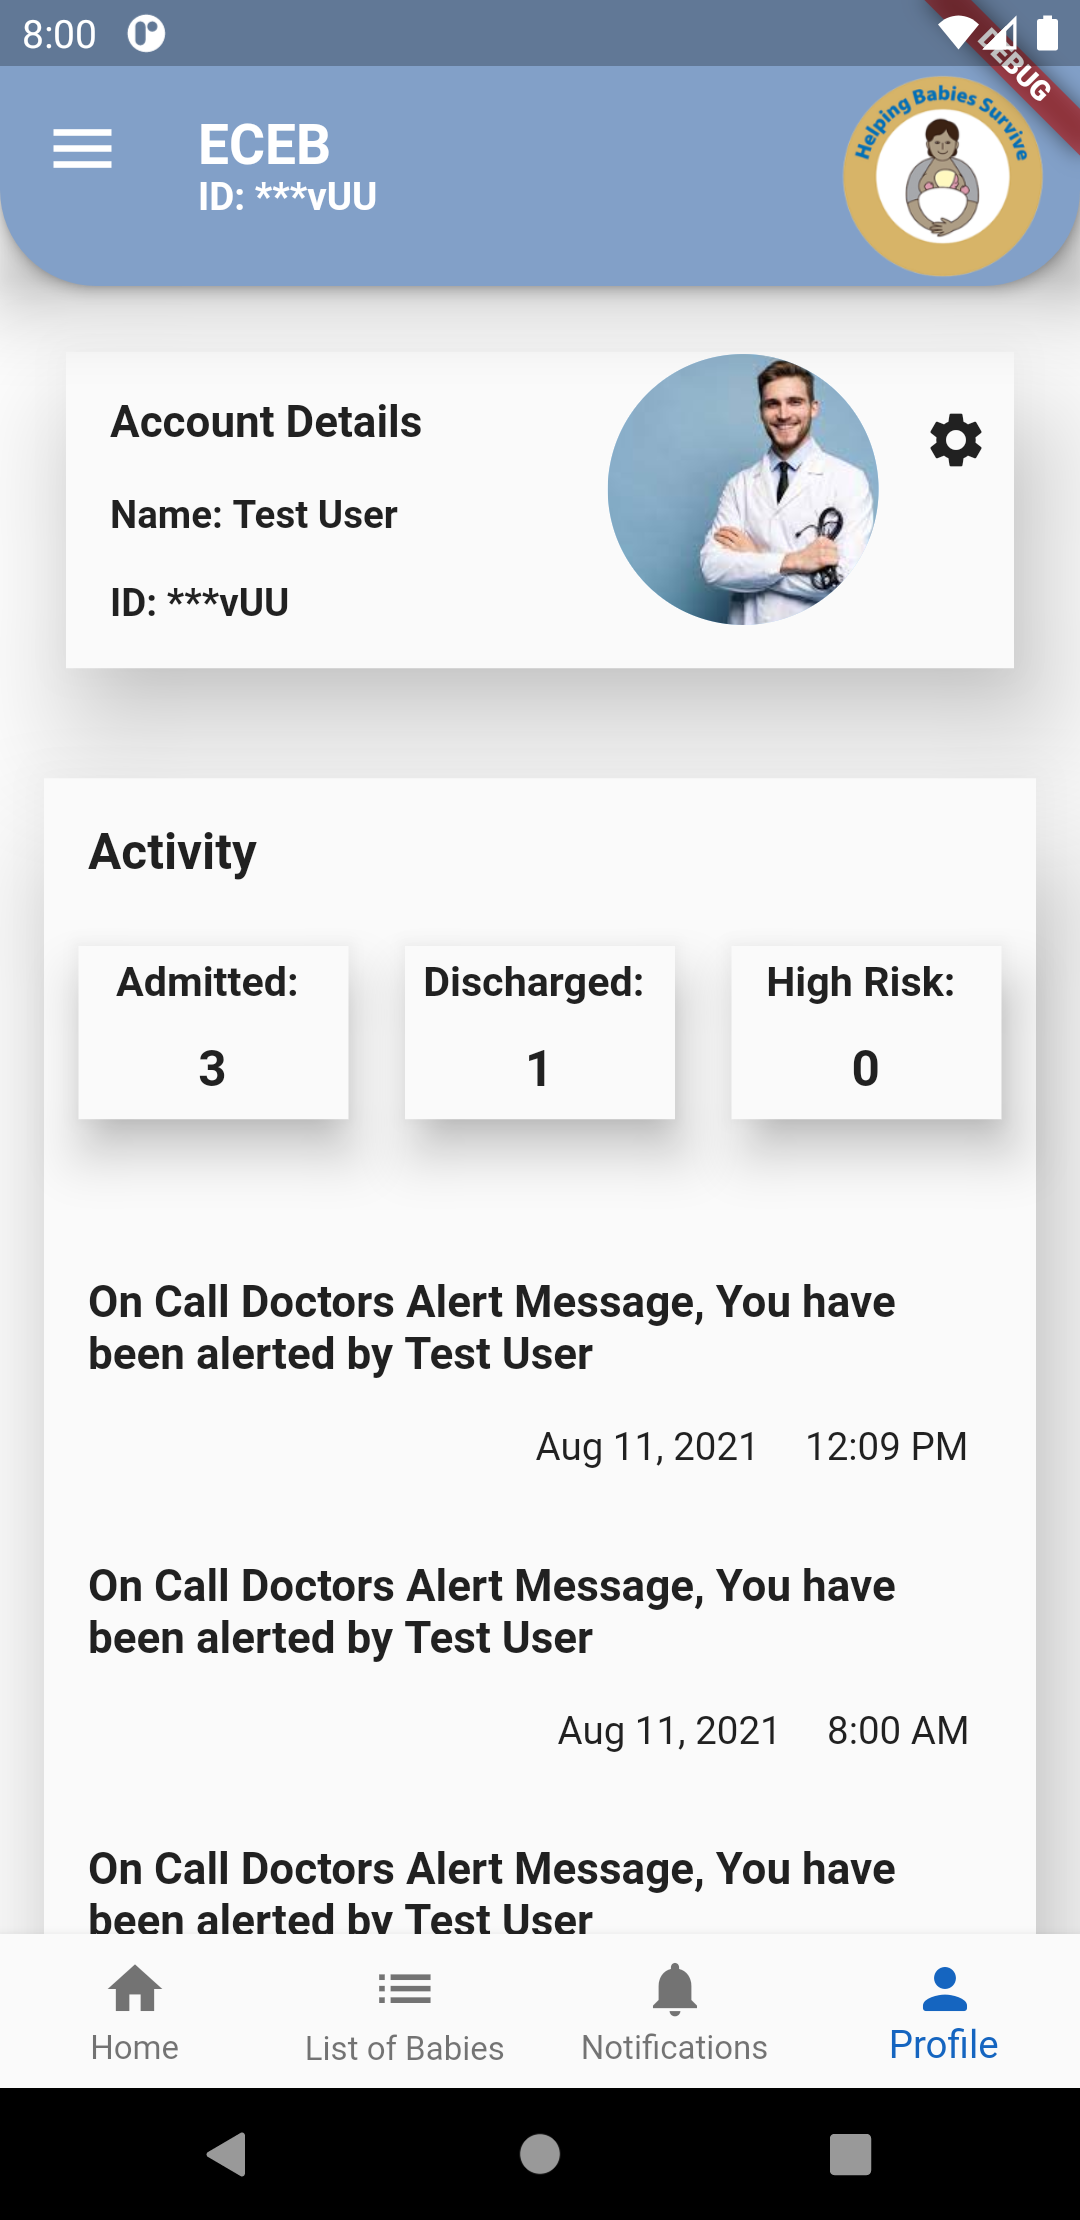 8:00
DEBUG
Helping Babies Survive
ECEB
ID: ***vUU
Account Details
Name: Test User
ID: ***vUU
Activity
Admitted:
3
Discharged:
1
High Risk:
0
On Call Doctors Alert Message, You have
been alerted by Test User
Aug 11, 2021 12:09 PM
On Call Doctors Alert Message, You have
been alerted by Test User
Aug 11, 2021 8:00 AM
On Call Doctors Alert Message, You have
been alerted by Test User
Home
List of Babies
Notifications
Profile